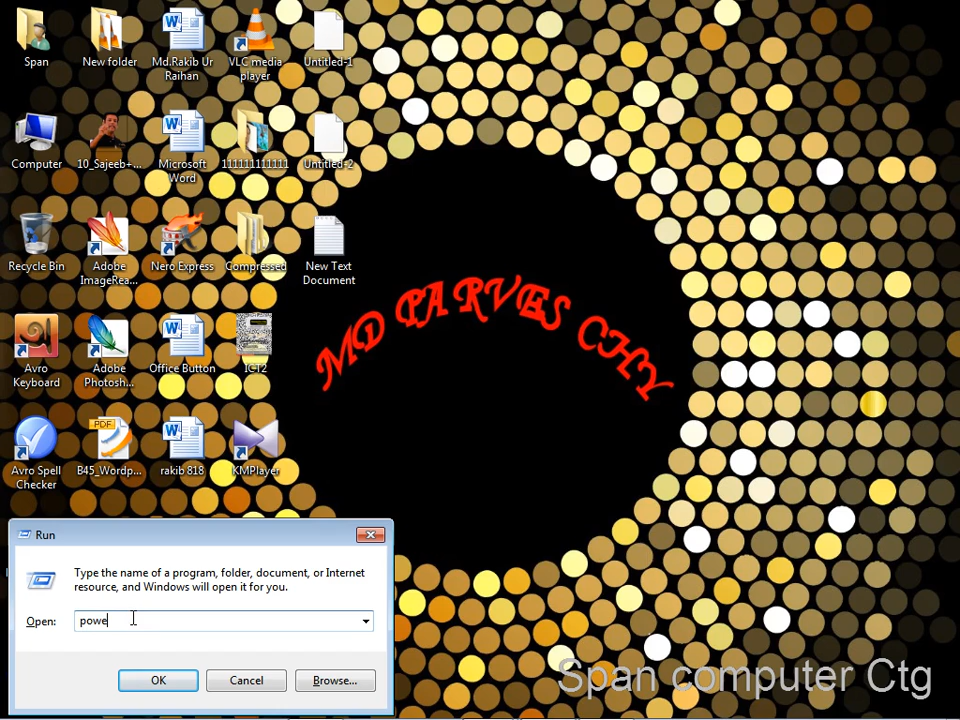 Span
New folder
Md.Rakib Ur
Raihan
VLC media
player
Untitled-1
Computer
10_Sajeeb+...
Microsoft
Word
111111111111
Untitled-2
Recycle Bin
Adobe
ImageRea...
Nero Express
Compressed
New Text
Document
Avro
Keyboard
Adobe
Photosh...
Office Button
ICT2
Avro Spell
Checker
PDF
B45_Wordp...
rakib 818
KMPlayer
MD PARVES CHY
Run
Type the name of a program, folder, document, or Internet
resource, and Windows will open it for you.
Open:
powe
OK
Cancel
Browse...
Span computer Ctg